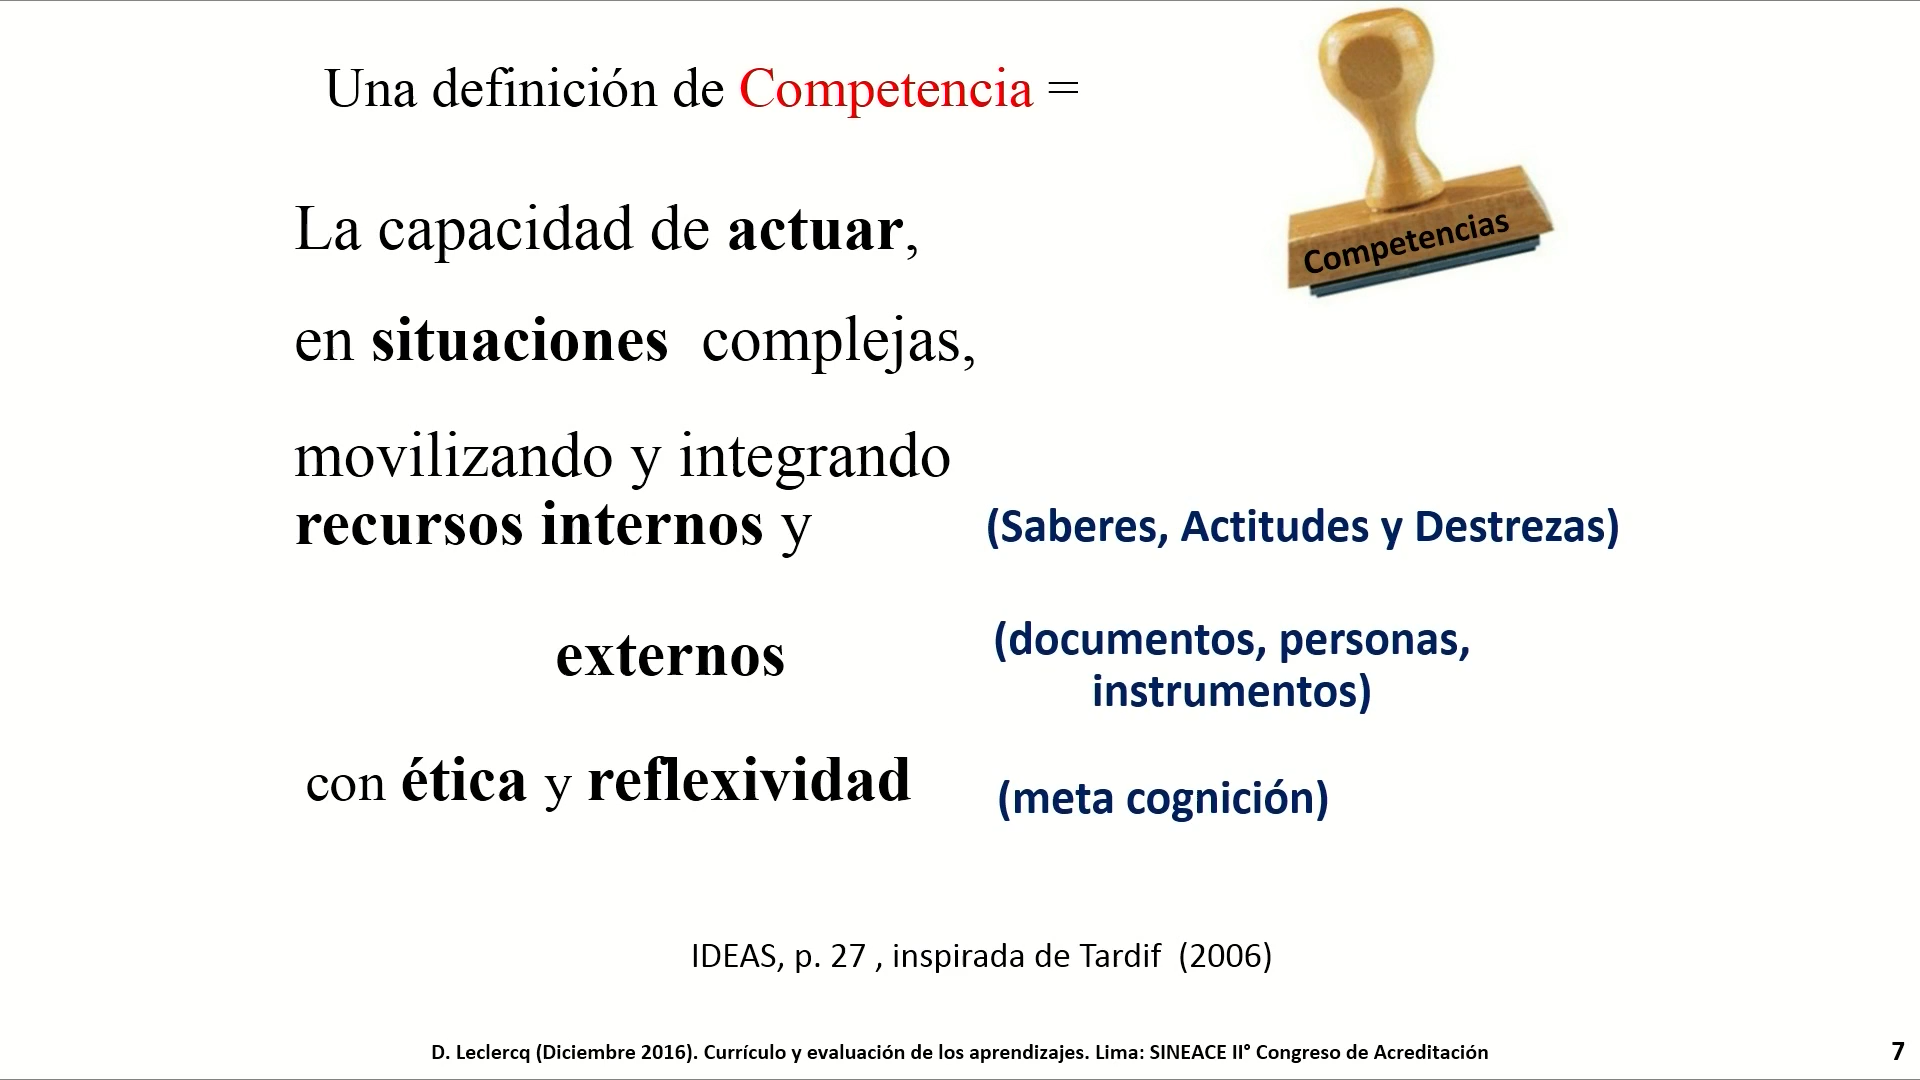 Una definición de Competencia =
Competencias
La capacidad de actuar,
en situaciones complejas,
movilizando y integrando
recursos internos y (Saberes, Actitudes y Destrezas)
externos (documentos, personas,
instrumentos)
con ética y reflexividad (meta cognición)
IDEAS, p. 27 , inspirada de Tardif (2006)
D. Leclercq (Diciembre 2016). Currículo y evaluación de los aprendizajes. Lima: SINEACE II° Congreso de Acreditación
7